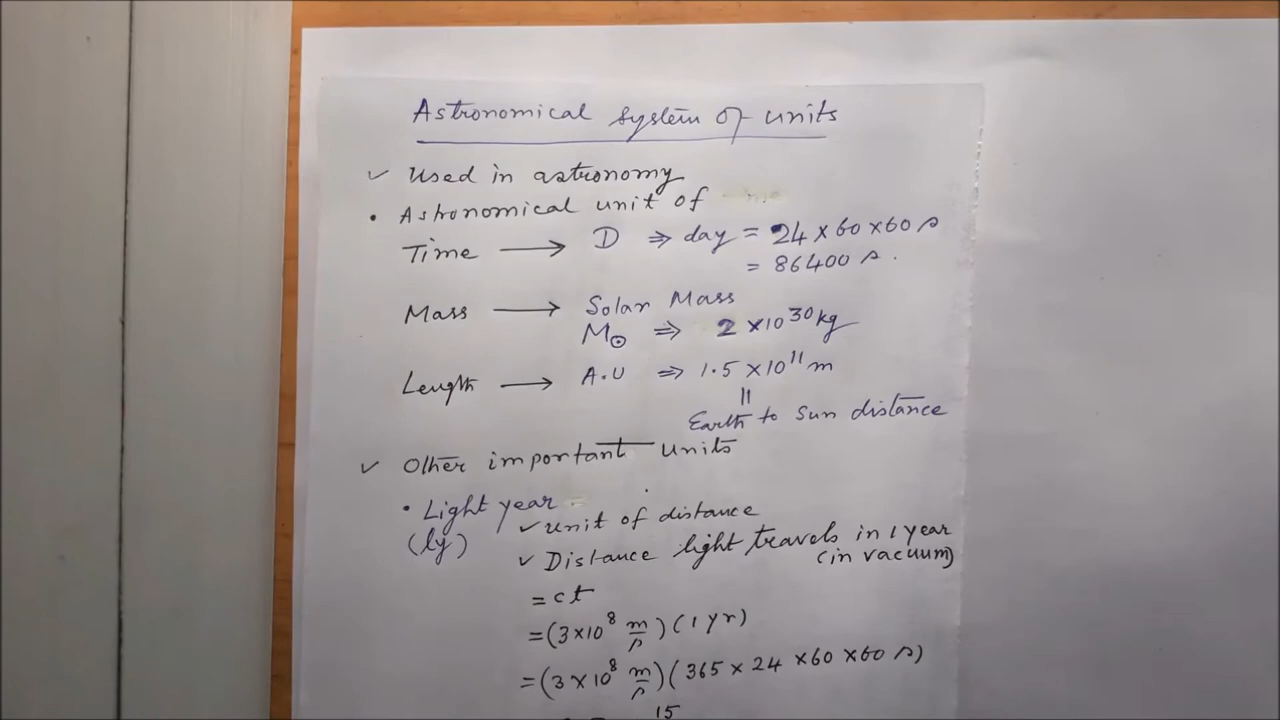 Astronomical system of units
✓ Used in astronomy
• Astronomical unit of
Time → D ⇒ day = 24 × 60 × 60 s
= 86400 s.
Mass → Solar Mass
M⊙ ⇒ 2 × 10³⁰ kg
Length → A.U ⇒ 1.5 × 10¹¹ m
||
Earth to sun distance
✓ Other important units
• Light year
(ly)
✓ unit of distance
✓ Distance light travels in 1 year
(in vacuum)
= ct
= (3×10⁸ m/s) (1 yr)
= (3 × 10⁸ m/s) (365 × 24 × 60 × 60 s)
15